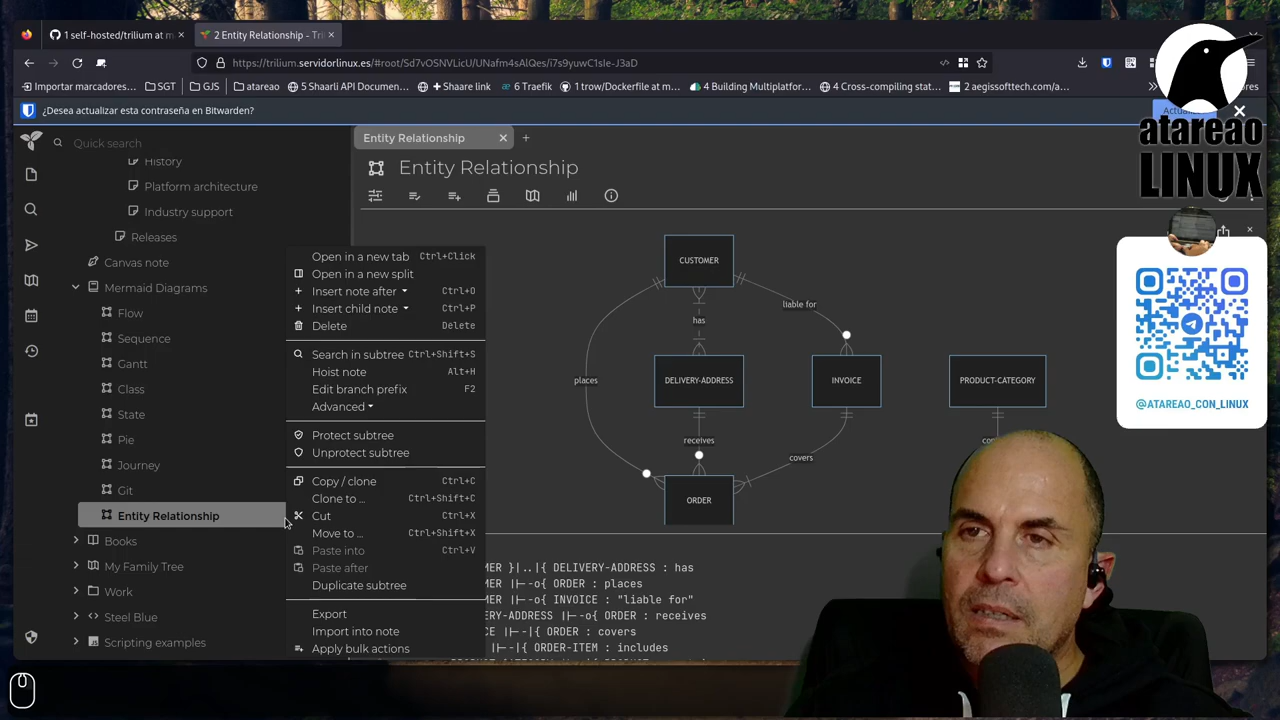 1 self-hosted/trilium at m
2 Entity Relationship - Tri
https://trilium.servidorlinux.es/#root/Sd7vOSNVLicU/UNafm4sAlQes/i7s9yuwC1sIe-J3aD
Importar marcadores...
SGT
GJS
atareao
5 Shaarli API Docum...
Shaare link
6 Traefik
1 trow/Dockerfile at m...
4 Building Multiplatfor...
4 Cross-compiling stat...
2 aegissofttech.com/a...
¿Desea actualizar esta contraseña en Bitwarden?
atareao
LINUX
@ATAREAO_CON_LINUX
Quick search
History
Platform architecture
Industry support
Releases
Canvas note
Mermaid Diagrams
Flow
Sequence
Gantt
Class
State
Pie
Journey
Git
Entity Relationship
Books
My Family Tree
Work
Steel Blue
Scripting examples
Open in a new tab Ctrl+Click
Open in a new split
Insert note after Ctrl+O
Insert child note Ctrl+P
Delete Delete
Search in subtree Ctrl+Shift+S
Hoist note Alt+H
Edit branch prefix F2
Advanced
Protect subtree
Unprotect subtree
Copy / clone Ctrl+C
Clone to ... Ctrl+Shift+C
Cut Ctrl+X
Move to ... Ctrl+Shift+X
Paste into Ctrl+V
Paste after
Duplicate subtree
Export
Import into note
Apply bulk actions
Entity Relationship
Entity Relationship
CUSTOMER
liable for
has
places
DELIVERY-ADDRESS
INVOICE
PRODUCT-CATEGORY
receives
covers
ORDER
MER }|..|{ DELIVERY-ADDRESS : has
MER ||--o{ ORDER : places
MER ||--o{ INVOICE : "liable for"
ERY-ADDRESS ||--o{ ORDER : receives
CE ||--|{ ORDER : covers
||--|{ ORDER-ITEM : includes